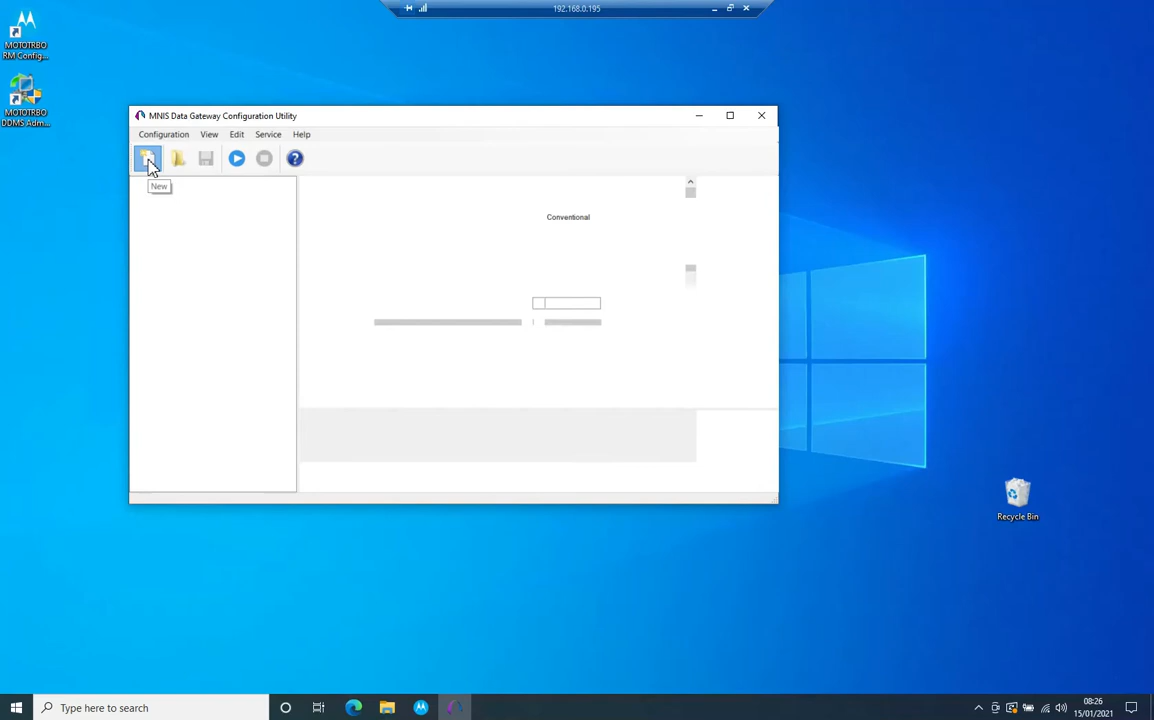 192.168.0.195
MOTOTRBO
RM Config...
MOTOTRBO
DDMS Adm...
MNIS Data Gateway Configuration Utility
Configuration View Edit Service Help
New
Conventional
Recycle Bin
Type here to search
08:26
15/01/2021